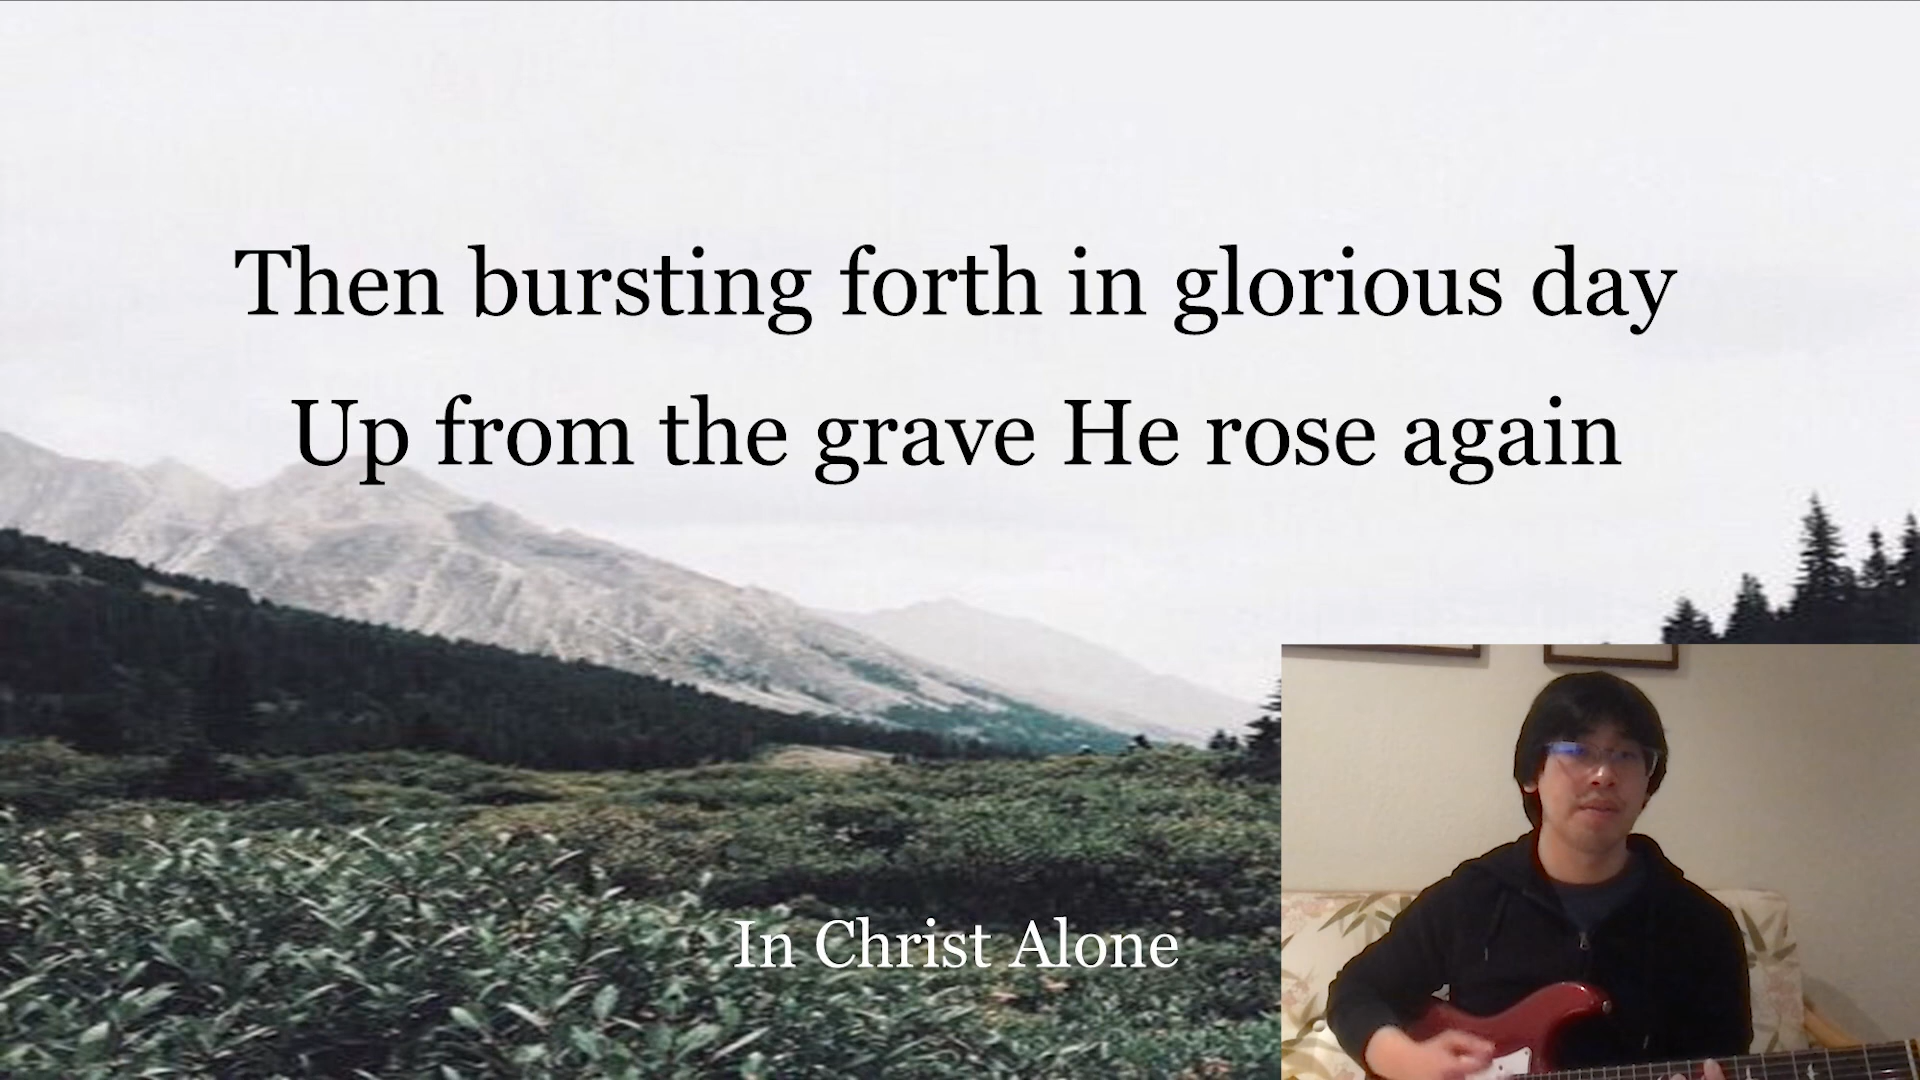 Then bursting forth in glorious day
Up from the grave He rose again
In Christ Alone